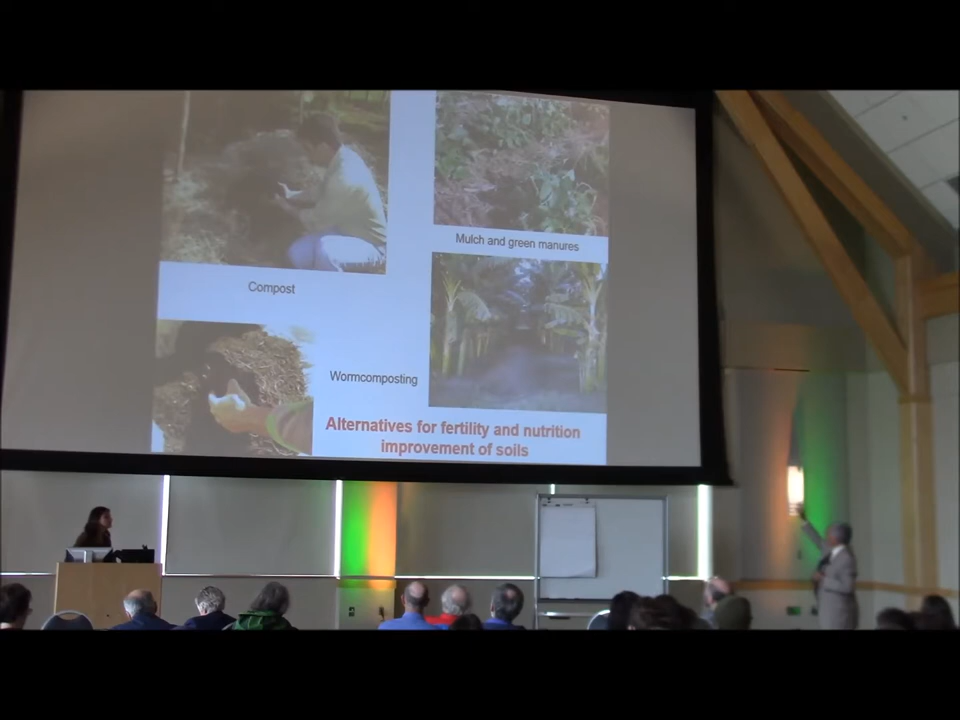 Mulch and green manures
Compost
Wormcomposting
Alternatives for fertility and nutrition
improvement of soils